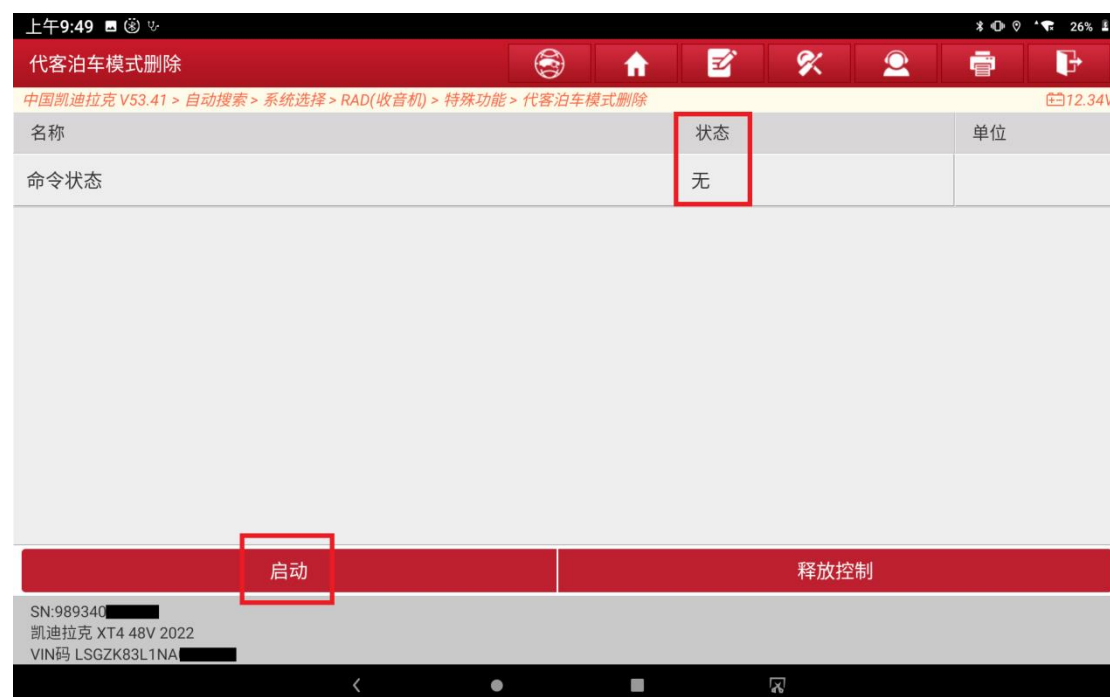 上午9:49 26%
代客泊车模式删除
中国凯迪拉克 V53.41 > 自动搜索 > 系统选择 > RAD(收音机) > 特殊功能 > 代客泊车模式删除 12.34V
名称 状态 单位
命令状态 无
启动 释放控制
SN:989340
凯迪拉克 XT4 48V 2022
VIN码 LSGZK83L1NA